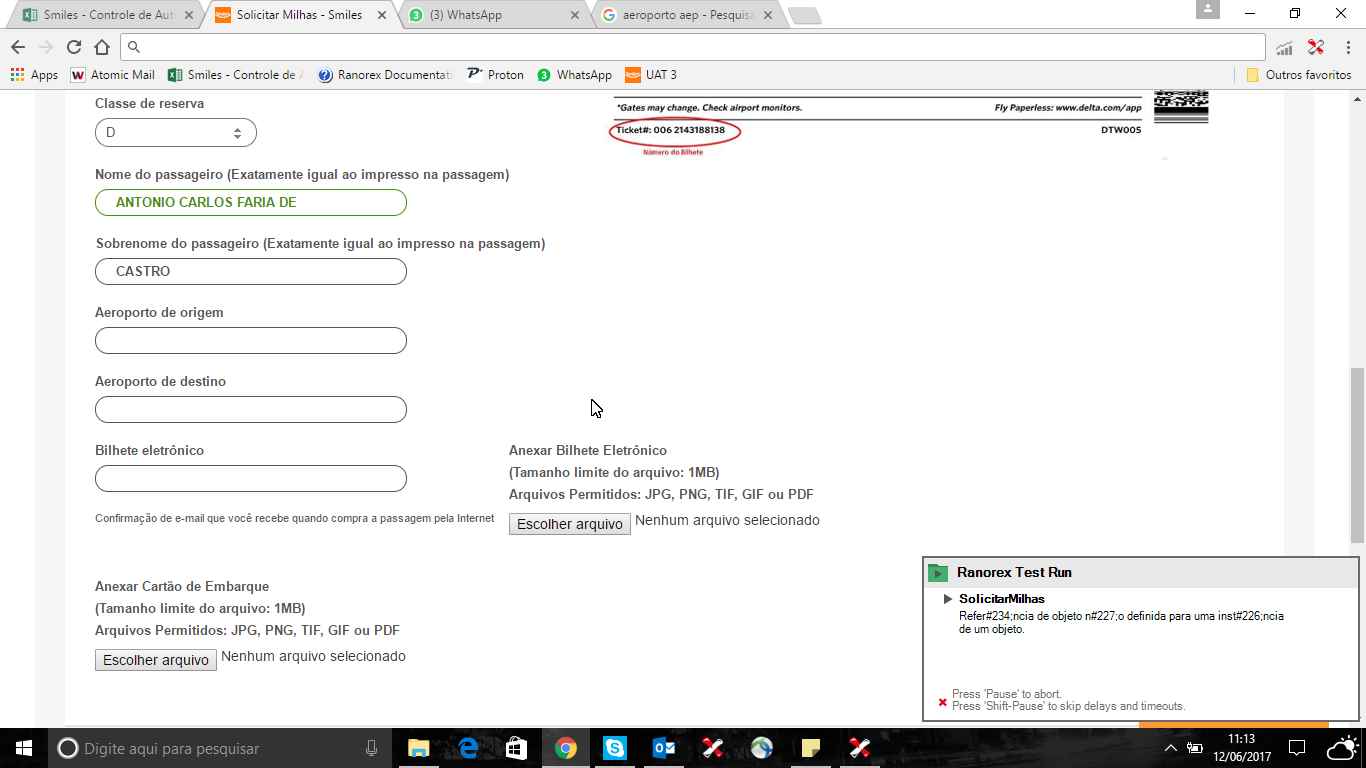 Smiles - Controle de Aut
Solicitar Milhas - Smiles
(3) WhatsApp
aeroporto aep - Pesquisa
Apps
Atomic Mail
Smiles - Controle de A
Ranorex Documentati
Proton
WhatsApp
UAT 3
Outros favoritos
Classe de reserva
D
*Gates may change. Check airport monitors.
Fly Paperless: www.delta.com/app
Ticket#: 006 2143188138
DTW005
Número do Bilhete
Nome do passageiro (Exatamente igual ao impresso na passagem)
ANTONIO CARLOS FARIA DE
Sobrenome do passageiro (Exatamente igual ao impresso na passagem)
CASTRO
Aeroporto de origem
Aeroporto de destino
Bilhete eletrônico
Confirmação de e-mail que você recebe quando compra a passagem pela Internet
Anexar Bilhete Eletrônico
(Tamanho limite do arquivo: 1MB)
Arquivos Permitidos: JPG, PNG, TIF, GIF ou PDF
Escolher arquivo Nenhum arquivo selecionado
Anexar Cartão de Embarque
(Tamanho limite do arquivo: 1MB)
Arquivos Permitidos: JPG, PNG, TIF, GIF ou PDF
Escolher arquivo Nenhum arquivo selecionado
Ranorex Test Run
SolicitarMilhas
Refer#234;ncia de objeto n#227;o definida para uma inst#226;ncia
de um objeto.
Press 'Pause' to abort.
Press 'Shift-Pause' to skip delays and timeouts.
Digite aqui para pesquisar
11:13
12/06/2017